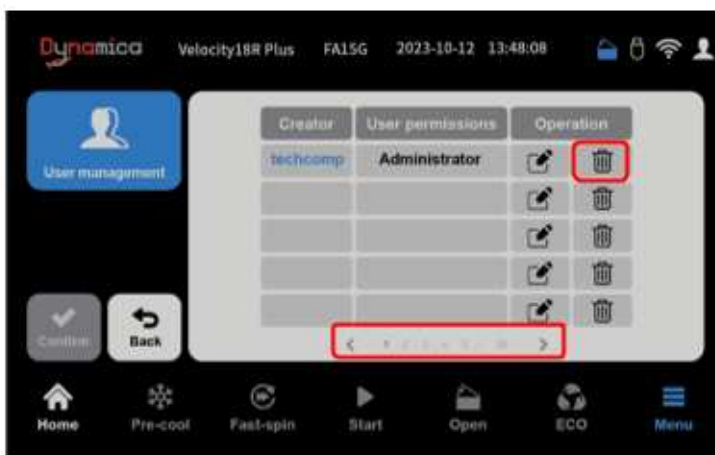 Dynamica Velocity18R Plus FA15G 2023-10-12 13:48:08
Creator User permissions Operation
User management
techcomp Administrator
Confirm Back
Home Pre-cool Fast-spin Start Open ECO Menu